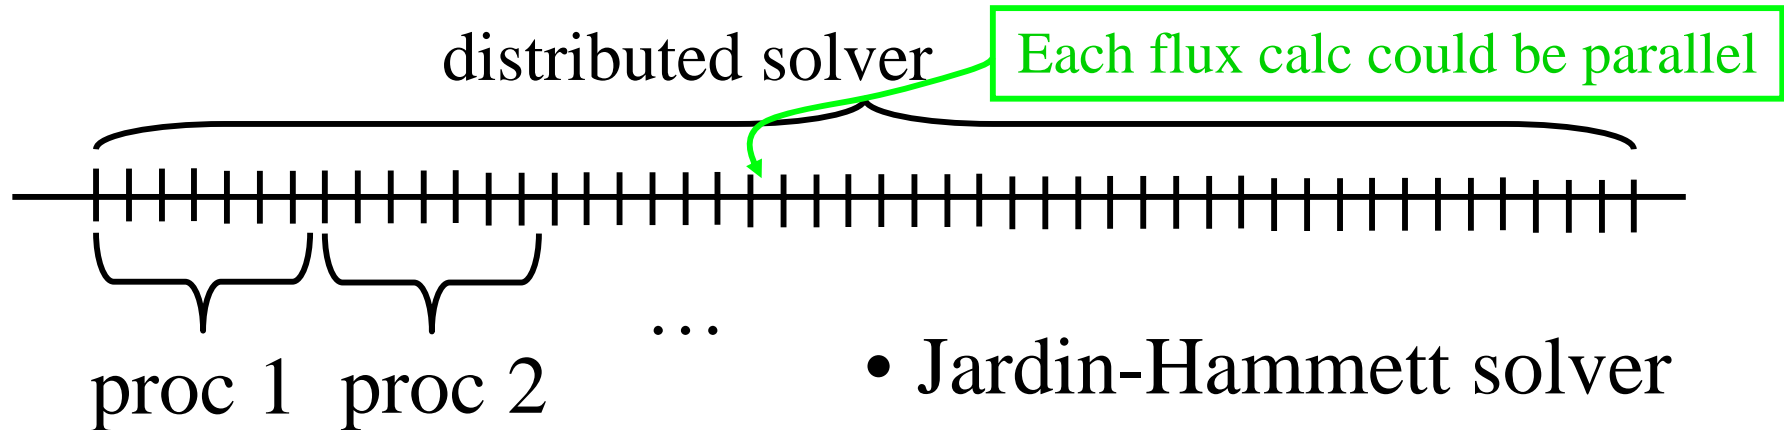 distributed solver
Each flux calc could be parallel
proc 1
proc 2
…
• Jardin-Hammett solver